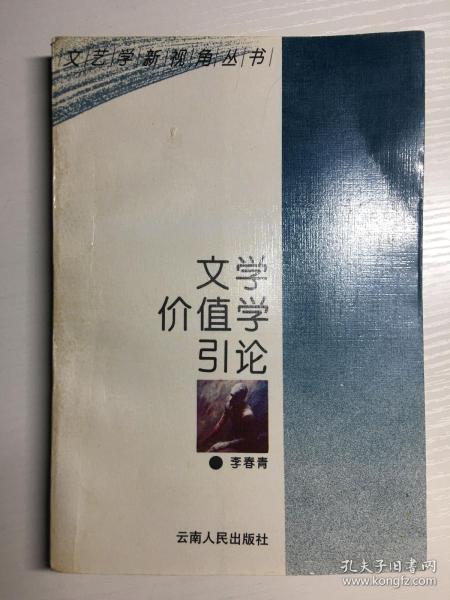 文艺学新视角丛书
文学
价值学
引论
李春青
云南人民出版社
孔夫子旧书网
www.kongfz.com